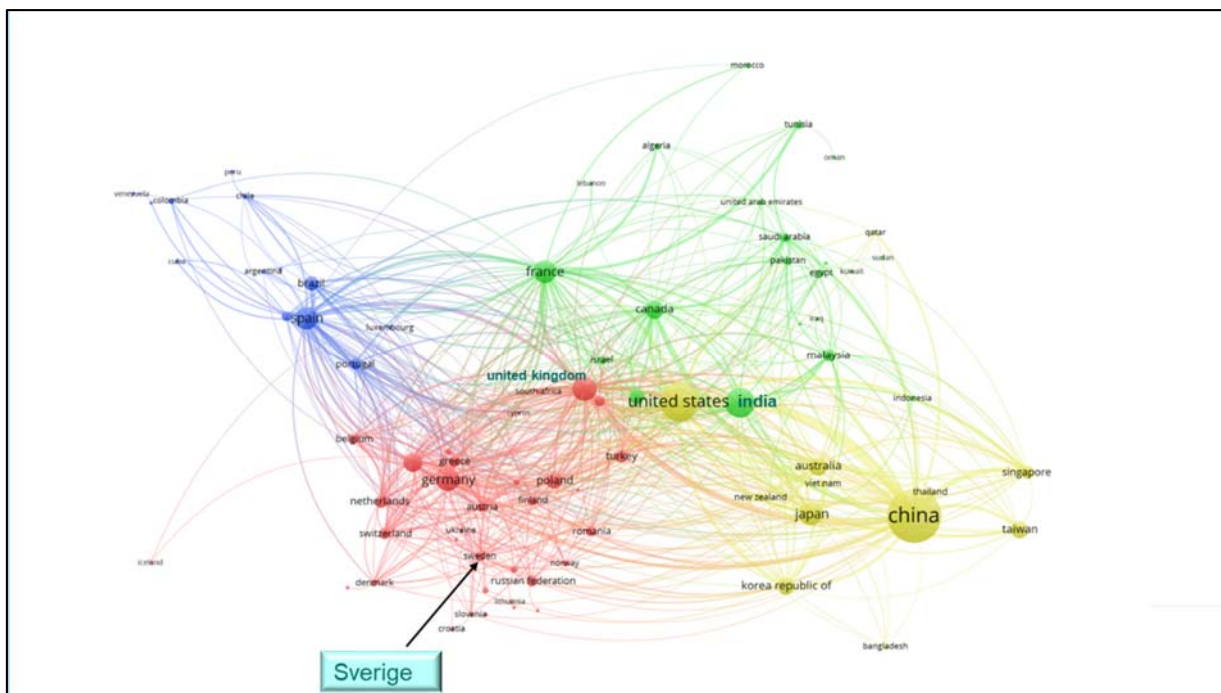 morocco
tunisia
algeria
oman
peru
lebanon
venezuela
colombia
chile
united arab emirates
qatar
saudi arabia
pakistan
sudan
cuba
argentina
france
egypt
kuwait
brazil
canada
spain
iraq
luxembourg
israel
malaysia
portugal
united kingdom
south africa
indonesia
united states
india
cyprus
belgium
greece
turkey
australia
singapore
germany
poland
viet nam
thailand
new zealand
netherlands
finland
austria
japan
china
switzerland
ukraine
romania
taiwan
sweden
norway
iceland
denmark
russian federation
korea republic of
lithuania
slovenia
croatia
bangladesh
Sverige